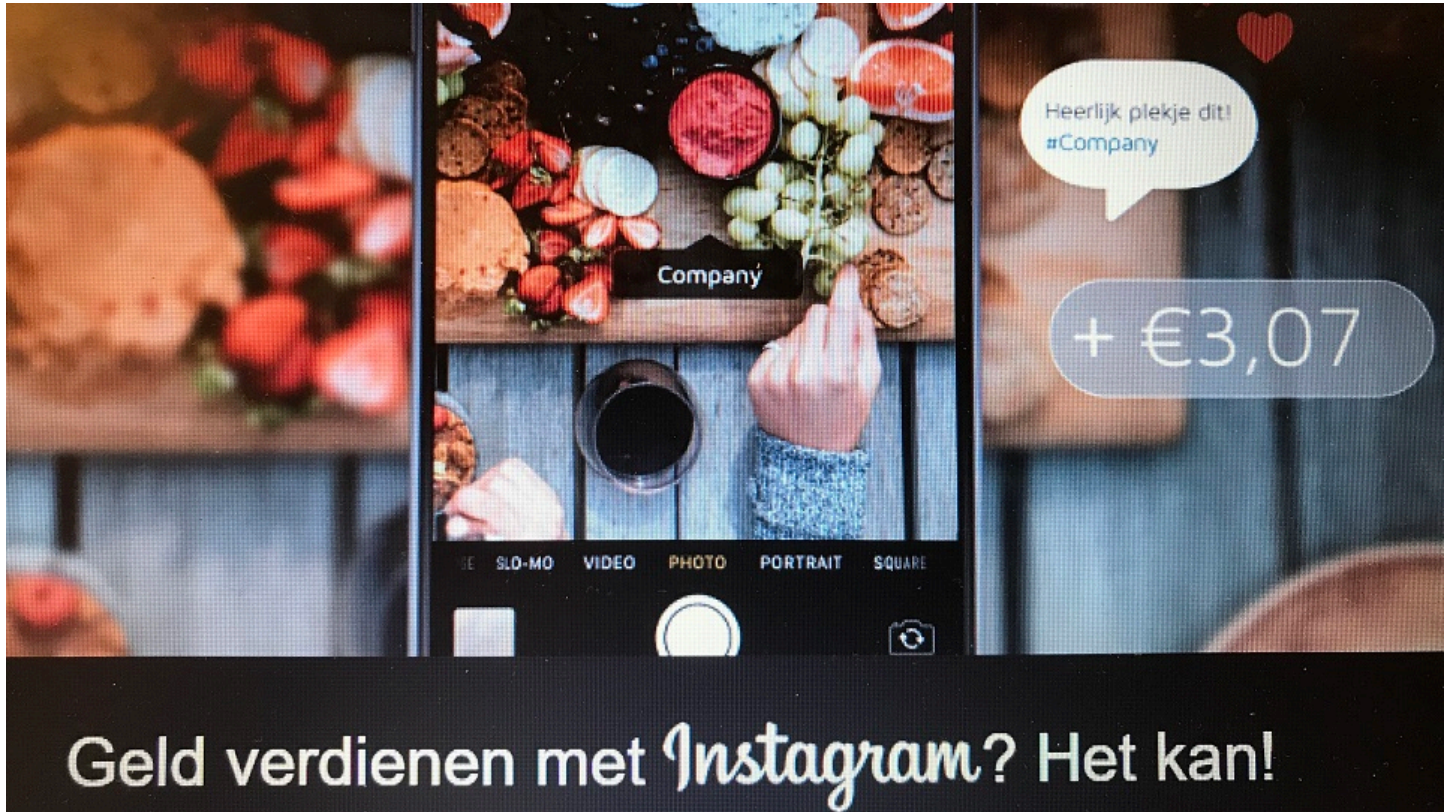 Heerlijk plekje dit!
#Company
Company
+ €3,07
SLO-MO VIDEO PHOTO PORTRAIT SQUARE
Geld verdienen met Instagram? Het kan!